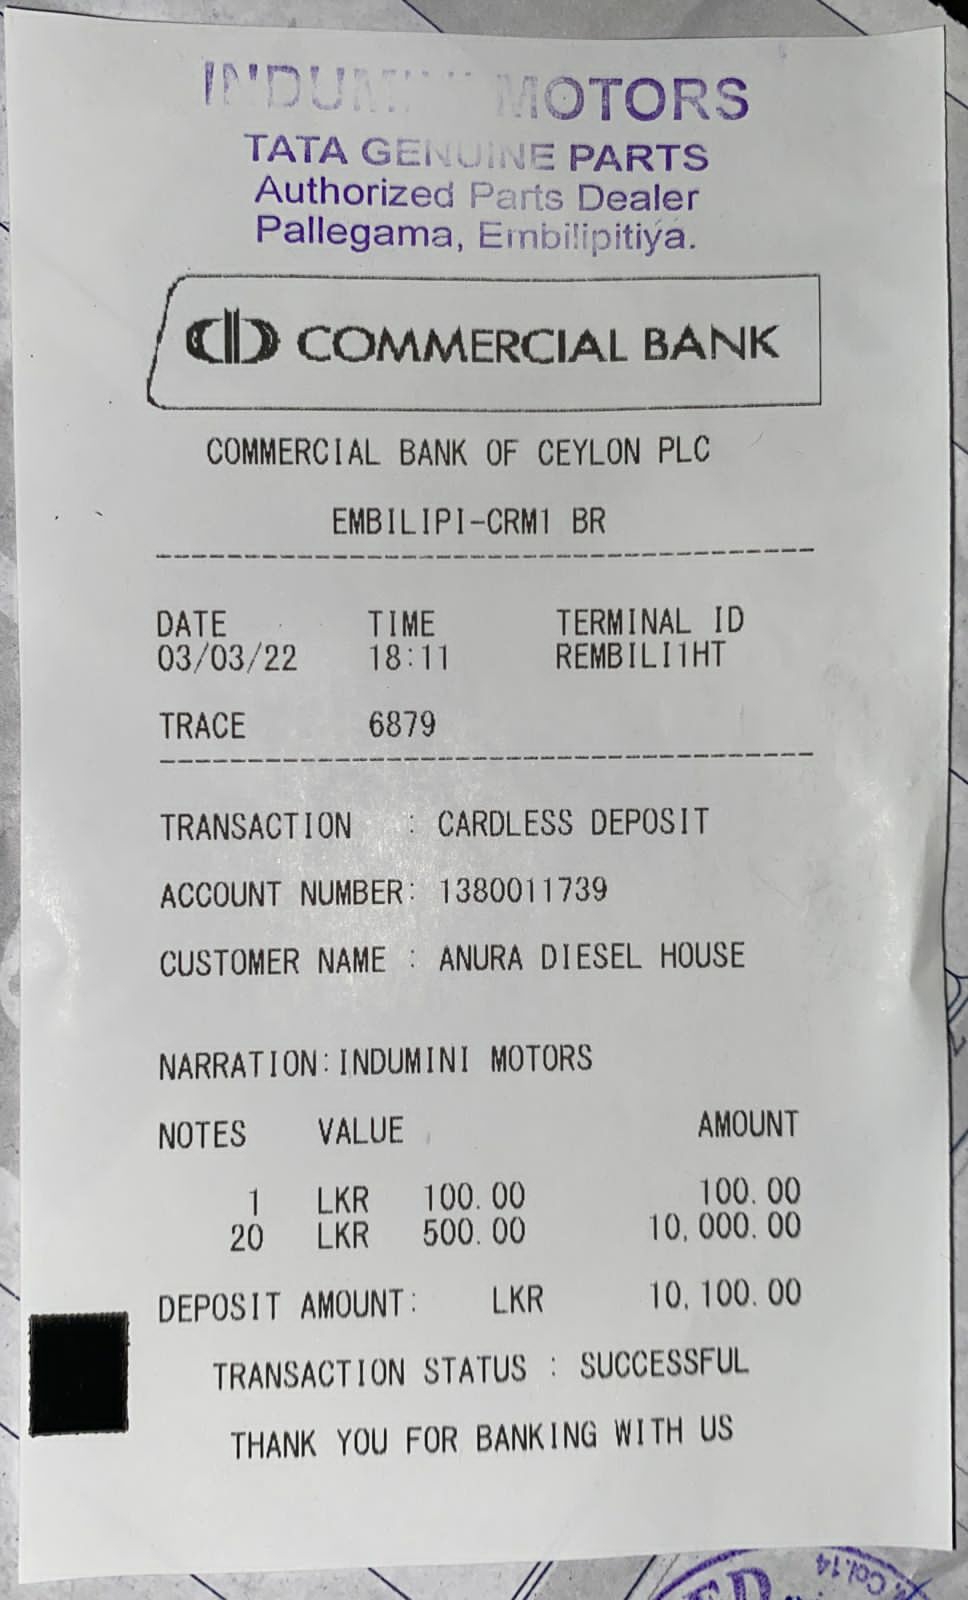 INDUMINI MOTORS
TATA GENUINE PARTS
Authorized Parts Dealer
Pallegama, Embilipitiya.
COMMERCIAL BANK
COMMERCIAL BANK OF CEYLON PLC
EMBILIPI-CRM1 BR
DATE TIME TERMINAL ID
03/03/22 18:11 REMBILI1HT
TRACE 6879
TRANSACTION : CARDLESS DEPOSIT
ACCOUNT NUMBER: 1380011739
CUSTOMER NAME : ANURA DIESEL HOUSE
NARRATION:INDUMINI MOTORS
NOTES VALUE AMOUNT
1 LKR 100.00 100.00
20 LKR 500.00 10,000.00
DEPOSIT AMOUNT: LKR 10,100.00
TRANSACTION STATUS : SUCCESSFUL
THANK YOU FOR BANKING WITH US
Col.14